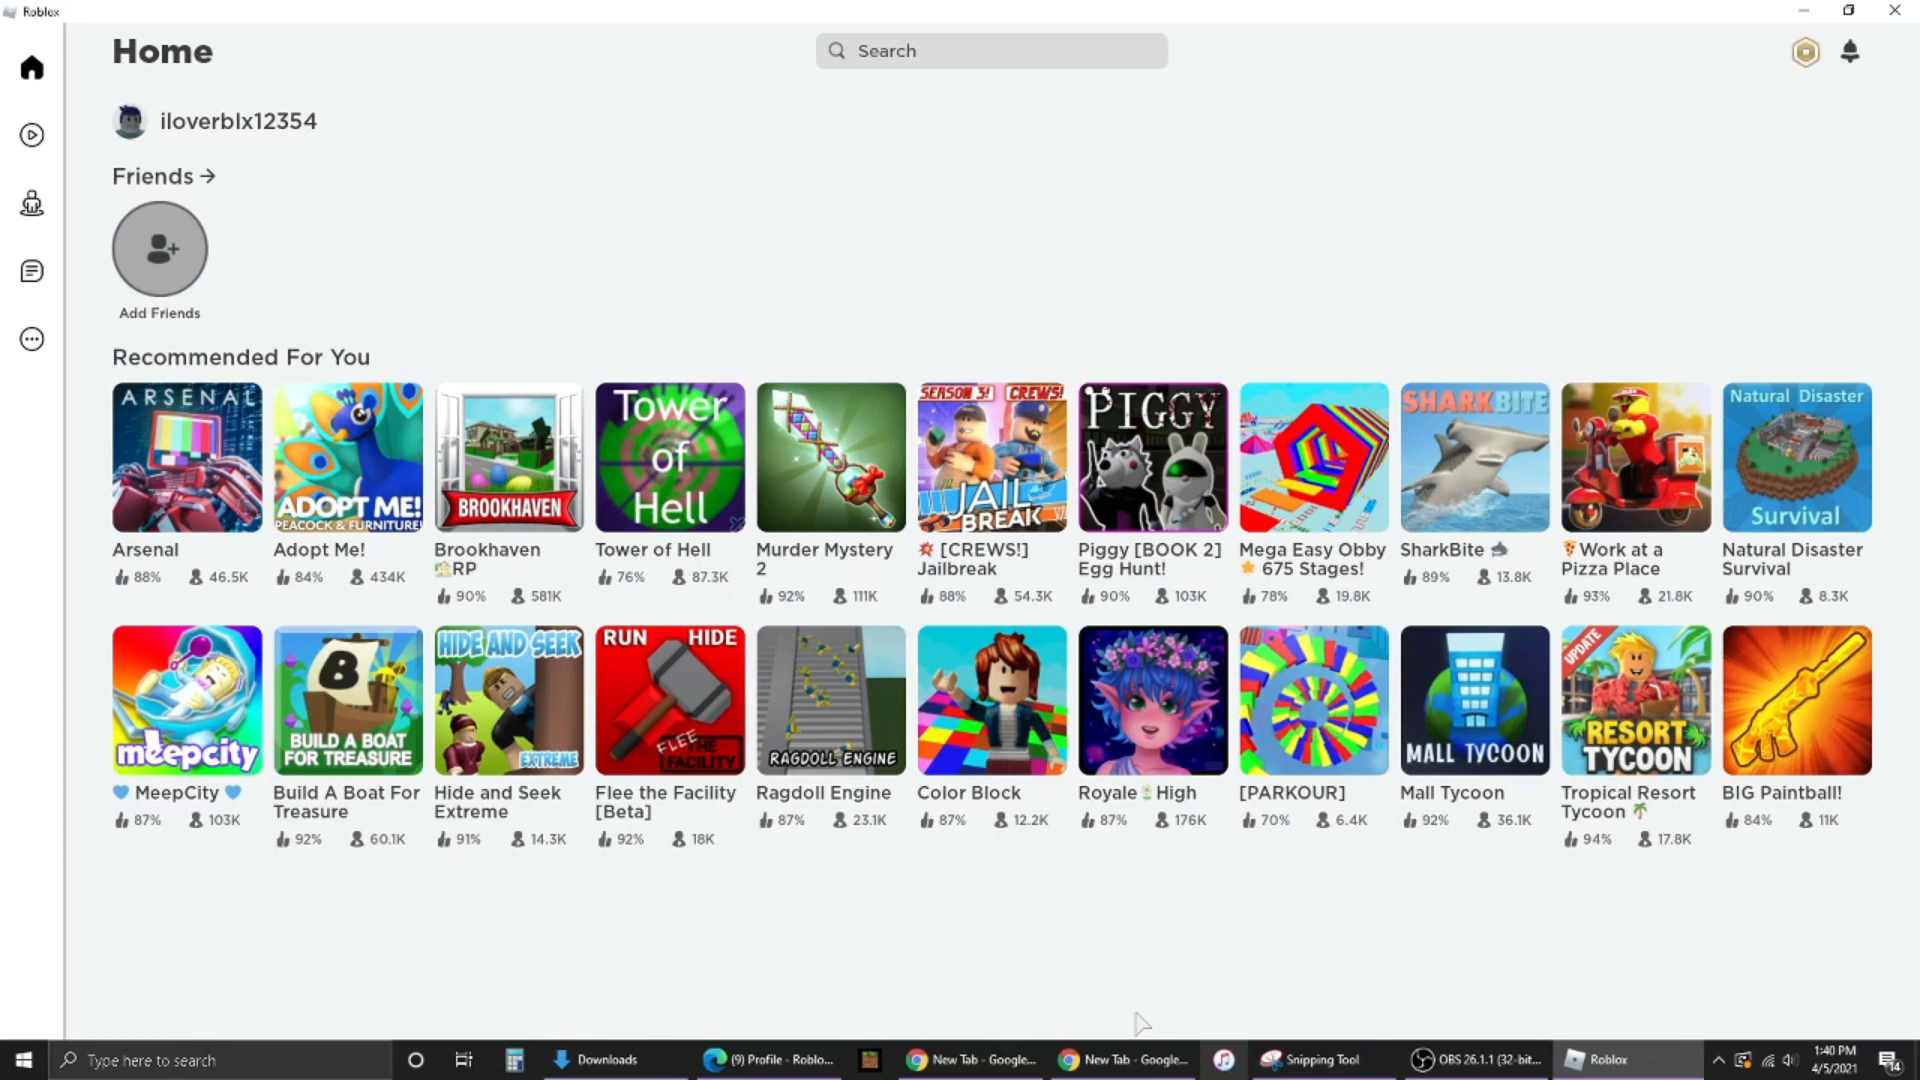 Roblox
Home
Search
iloverblx12354
Friends →
Add Friends
Recommended For You
ARSENAL
ADOPT ME!
PEACOCK & FURNITURE!
BROOKHAVEN
Tower
of
Hell
SEASON 3! CREWS!
JAIL
BREAK
PIGGY
SHARKBITE
Natural Disaster
Survival
Arsenal
88% 46.5K
Adopt Me!
84% 434K
Brookhaven
🏡RP
90% 581K
Tower of Hell
76% 87.3K
Murder Mystery
2
92% 111K
💥 [CREWS!]
Jailbreak
88% 54.3K
Piggy [BOOK 2]
Egg Hunt!
90% 103K
Mega Easy Obby
⭐ 675 Stages!
78% 19.8K
SharkBite 🦈
89% 13.8K
🍕Work at a
Pizza Place
93% 21.8K
Natural Disaster
Survival
90% 8.3K
meepcity
B
BUILD A BOAT
FOR TREASURE
HIDE AND SEEK
EXTREME
RUN HIDE
FLEE THE
FACILITY
RAGDOLL ENGINE
MALL TYCOON
UPDATE
RESORT
TYCOON
💙 MeepCity 💙
87% 103K
Build A Boat For
Treasure
92% 60.1K
Hide and Seek
Extreme
91% 14.3K
Flee the Facility
[Beta]
92% 18K
Ragdoll Engine
87% 23.1K
Color Block
87% 12.2K
Royale High
87% 176K
[PARKOUR]
70% 6.4K
Mall Tycoon
92% 36.1K
Tropical Resort
Tycoon 🌴
94% 17.8K
BIG Paintball!
84% 11K
Type here to search
Downloads
(9) Profile - Roblo...
New Tab - Google...
New Tab - Google...
Snipping Tool
OBS 26.1.1 (32-bit...
Roblox
1:40 PM
4/5/2021
14